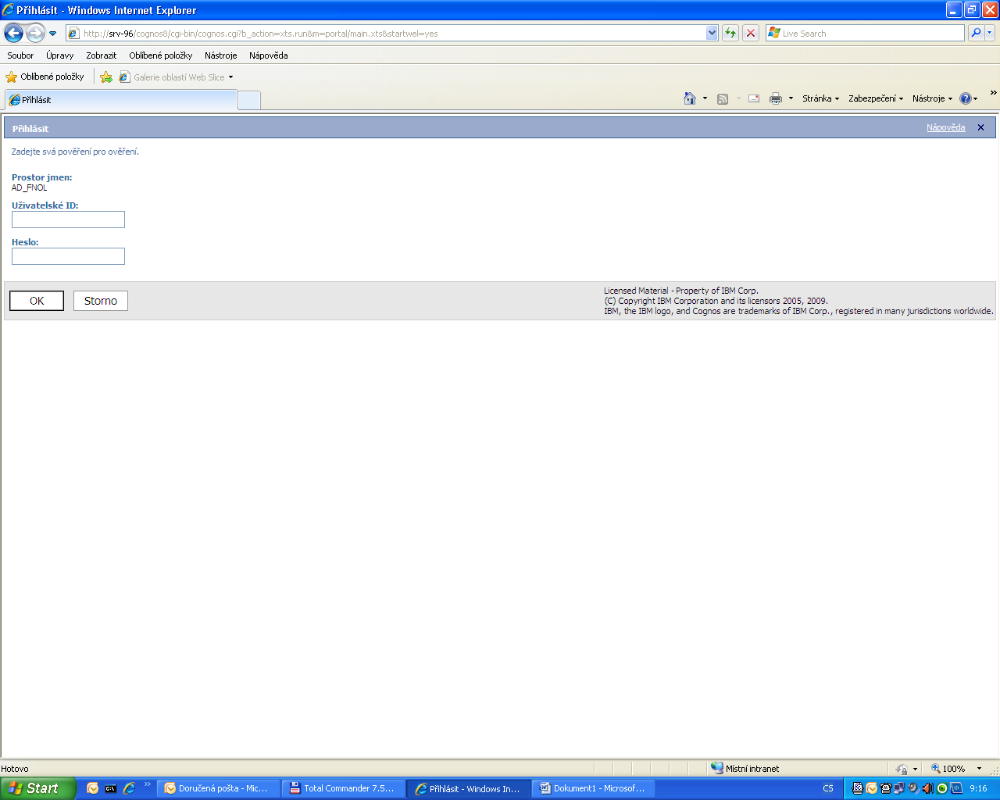 Přihlásit - Windows Internet Explorer
http://srv-96/cognos8/cgi-bin/cognos.cgi?b_action=xts.run&m=portal/main.xts&startwel=yes
Live Search
Soubor Úpravy Zobrazit Oblíbené položky Nástroje Nápověda
Oblíbené položky Galerie oblastí Web Slice
Přihlásit
Stránka Zabezpečení Nástroje
Přihlásit
Nápověda
Zadejte svá pověření pro ověření.
Prostor jmen:
AD_FNOL
Uživatelské ID:
Heslo:
OK Storno
Licensed Material - Property of IBM Corp.
(C) Copyright IBM Corporation and its licensors 2005, 2009.
IBM, the IBM logo, and Cognos are trademarks of IBM Corp., registered in many jurisdictions worldwide.
Hotovo
Místní intranet
100%
Start
Doručená pošta - Mic...
Total Commander 7.5...
Přihlásit - Windows In...
Dokument1 - Microsof...
CS
9:16